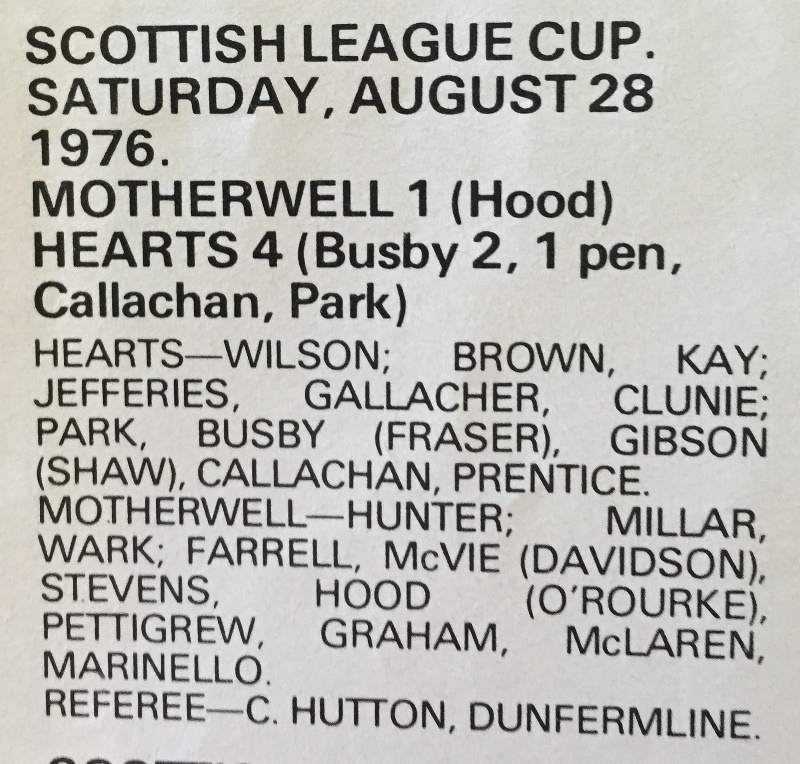 SCOTTISH LEAGUE CUP.
SATURDAY, AUGUST 28
1976.
MOTHERWELL 1 (Hood)
HEARTS 4 (Busby 2, 1 pen,
Callachan, Park)
HEARTS—WILSON; BROWN, KAY;
JEFFERIES, GALLACHER, CLUNIE;
PARK, BUSBY (FRASER), GIBSON
(SHAW), CALLACHAN, PRENTICE.
MOTHERWELL—HUNTER; MILLAR,
WARK; FARRELL, McVIE (DAVIDSON),
STEVENS, HOOD (O'ROURKE),
PETTIGREW, GRAHAM, McLAREN,
MARINELLO.
REFEREE—C. HUTTON, DUNFERMLINE.